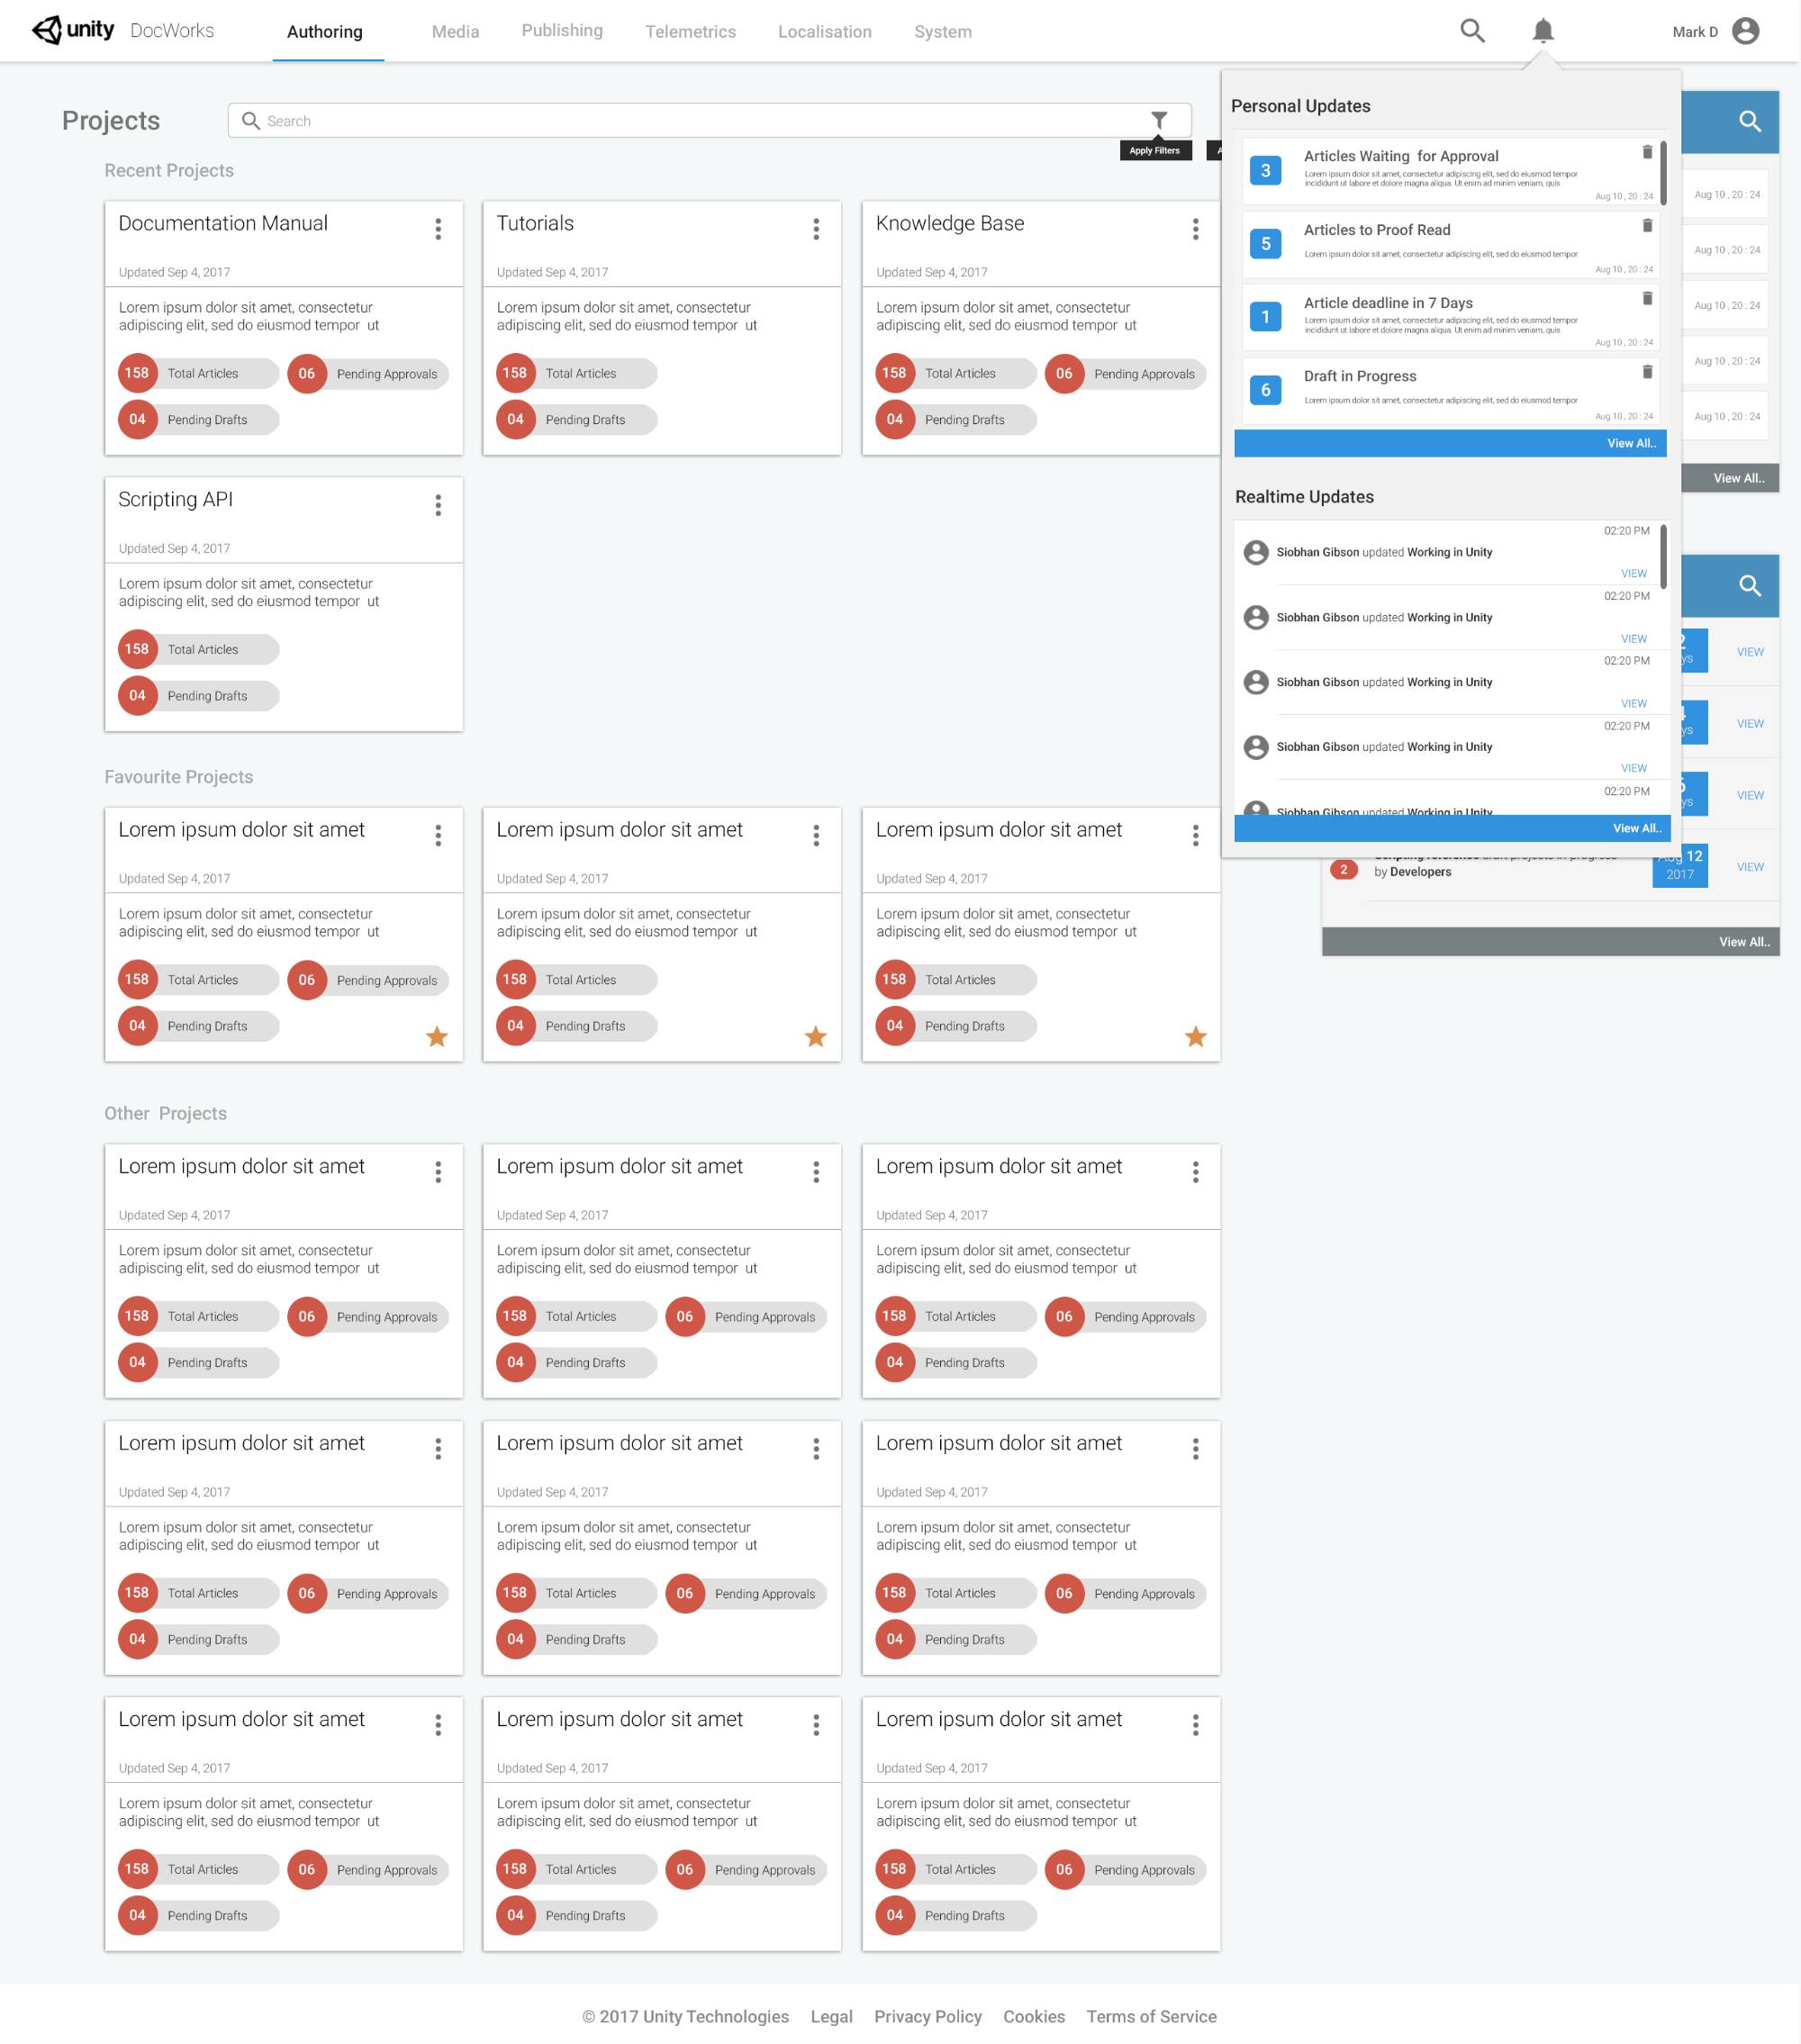 unity DocWorks Authoring Media Publishing Telemetrics Localisation System Mark D
Projects
Search
Apply Filters
Recent Projects
Documentation Manual
Updated Sep 4, 2017
Lorem ipsum dolor sit amet, consectetur
adipiscing elit, sed do eiusmod tempor ut
158 Total Articles 06 Pending Approvals
04 Pending Drafts
Tutorials
Updated Sep 4, 2017
Lorem ipsum dolor sit amet, consectetur
adipiscing elit, sed do eiusmod tempor ut
158 Total Articles
04 Pending Drafts
Knowledge Base
Updated Sep 4, 2017
Lorem ipsum dolor sit amet, consectetur
adipiscing elit, sed do eiusmod tempor ut
158 Total Articles 06 Pending Approvals
04 Pending Drafts
Scripting API
Updated Sep 4, 2017
Lorem ipsum dolor sit amet, consectetur
adipiscing elit, sed do eiusmod tempor ut
158 Total Articles
04 Pending Drafts
Favourite Projects
Lorem ipsum dolor sit amet
Updated Sep 4, 2017
Lorem ipsum dolor sit amet, consectetur
adipiscing elit, sed do eiusmod tempor ut
158 Total Articles 06 Pending Approvals
04 Pending Drafts
Lorem ipsum dolor sit amet
Updated Sep 4, 2017
Lorem ipsum dolor sit amet, consectetur
adipiscing elit, sed do eiusmod tempor ut
158 Total Articles
04 Pending Drafts
Lorem ipsum dolor sit amet
Updated Sep 4, 2017
Lorem ipsum dolor sit amet, consectetur
adipiscing elit, sed do eiusmod tempor ut
158 Total Articles
04 Pending Drafts
Other Projects
Lorem ipsum dolor sit amet
Updated Sep 4, 2017
Lorem ipsum dolor sit amet, consectetur
adipiscing elit, sed do eiusmod tempor ut
158 Total Articles 06 Pending Approvals
04 Pending Drafts
Lorem ipsum dolor sit amet
Updated Sep 4, 2017
Lorem ipsum dolor sit amet, consectetur
adipiscing elit, sed do eiusmod tempor ut
158 Total Articles 06 Pending Approvals
04 Pending Drafts
Lorem ipsum dolor sit amet
Updated Sep 4, 2017
Lorem ipsum dolor sit amet, consectetur
adipiscing elit, sed do eiusmod tempor ut
158 Total Articles 06 Pending Approvals
04 Pending Drafts
Lorem ipsum dolor sit amet
Updated Sep 4, 2017
Lorem ipsum dolor sit amet, consectetur
adipiscing elit, sed do eiusmod tempor ut
158 Total Articles 06 Pending Approvals
04 Pending Drafts
Lorem ipsum dolor sit amet
Updated Sep 4, 2017
Lorem ipsum dolor sit amet, consectetur
adipiscing elit, sed do eiusmod tempor ut
158 Total Articles 06 Pending Approvals
04 Pending Drafts
Lorem ipsum dolor sit amet
Updated Sep 4, 2017
Lorem ipsum dolor sit amet, consectetur
adipiscing elit, sed do eiusmod tempor ut
158 Total Articles 06 Pending Approvals
04 Pending Drafts
Lorem ipsum dolor sit amet
Updated Sep 4, 2017
Lorem ipsum dolor sit amet, consectetur
adipiscing elit, sed do eiusmod tempor ut
158 Total Articles 06 Pending Approvals
04 Pending Drafts
Lorem ipsum dolor sit amet
Updated Sep 4, 2017
Lorem ipsum dolor sit amet, consectetur
adipiscing elit, sed do eiusmod tempor ut
158 Total Articles 06 Pending Approvals
04 Pending Drafts
Lorem ipsum dolor sit amet
Updated Sep 4, 2017
Lorem ipsum dolor sit amet, consectetur
adipiscing elit, sed do eiusmod tempor ut
158 Total Articles 06 Pending Approvals
04 Pending Drafts
Personal Updates
3 Articles Waiting for Approval
Lorem ipsum dolor sit amet, consectetur adipiscing elit, sed do eiusmod tempor
incididunt ut labore et dolore magna aliqua. Ut enim ad minim veniam, quis
Aug 10 , 20 : 24
5 Articles to Proof Read
Lorem ipsum dolor sit amet, consectetur adipiscing elit, sed do eiusmod tempor
Aug 10 , 20 : 24
1 Article deadline in 7 Days
Lorem ipsum dolor sit amet, consectetur adipiscing elit, sed do eiusmod tempor
incididunt ut labore et dolore magna aliqua. Ut enim ad minim veniam, quis
Aug 10 , 20 : 24
6 Draft in Progress
Lorem ipsum dolor sit amet, consectetur adipiscing elit, sed do eiusmod tempor
Aug 10 , 20 : 24
View All..
Realtime Updates
02:20 PM
Siobhan Gibson updated Working in Unity
VIEW
02:20 PM
Siobhan Gibson updated Working in Unity
VIEW
02:20 PM
Siobhan Gibson updated Working in Unity
VIEW
02:20 PM
Siobhan Gibson updated Working in Unity
VIEW
02:20 PM
Siobhan Gibson updated Working in Unity
View All..
Aug 10 , 20 : 24
Aug 10 , 20 : 24
Aug 10 , 20 : 24
Aug 10 , 20 : 24
Aug 10 , 20 : 24
View All..
VIEW
VIEW
VIEW
2 Scripting reference draft projects in progress
by Developers
Aug 12
2017
VIEW
View All..
© 2017 Unity Technologies Legal Privacy Policy Cookies Terms of Service